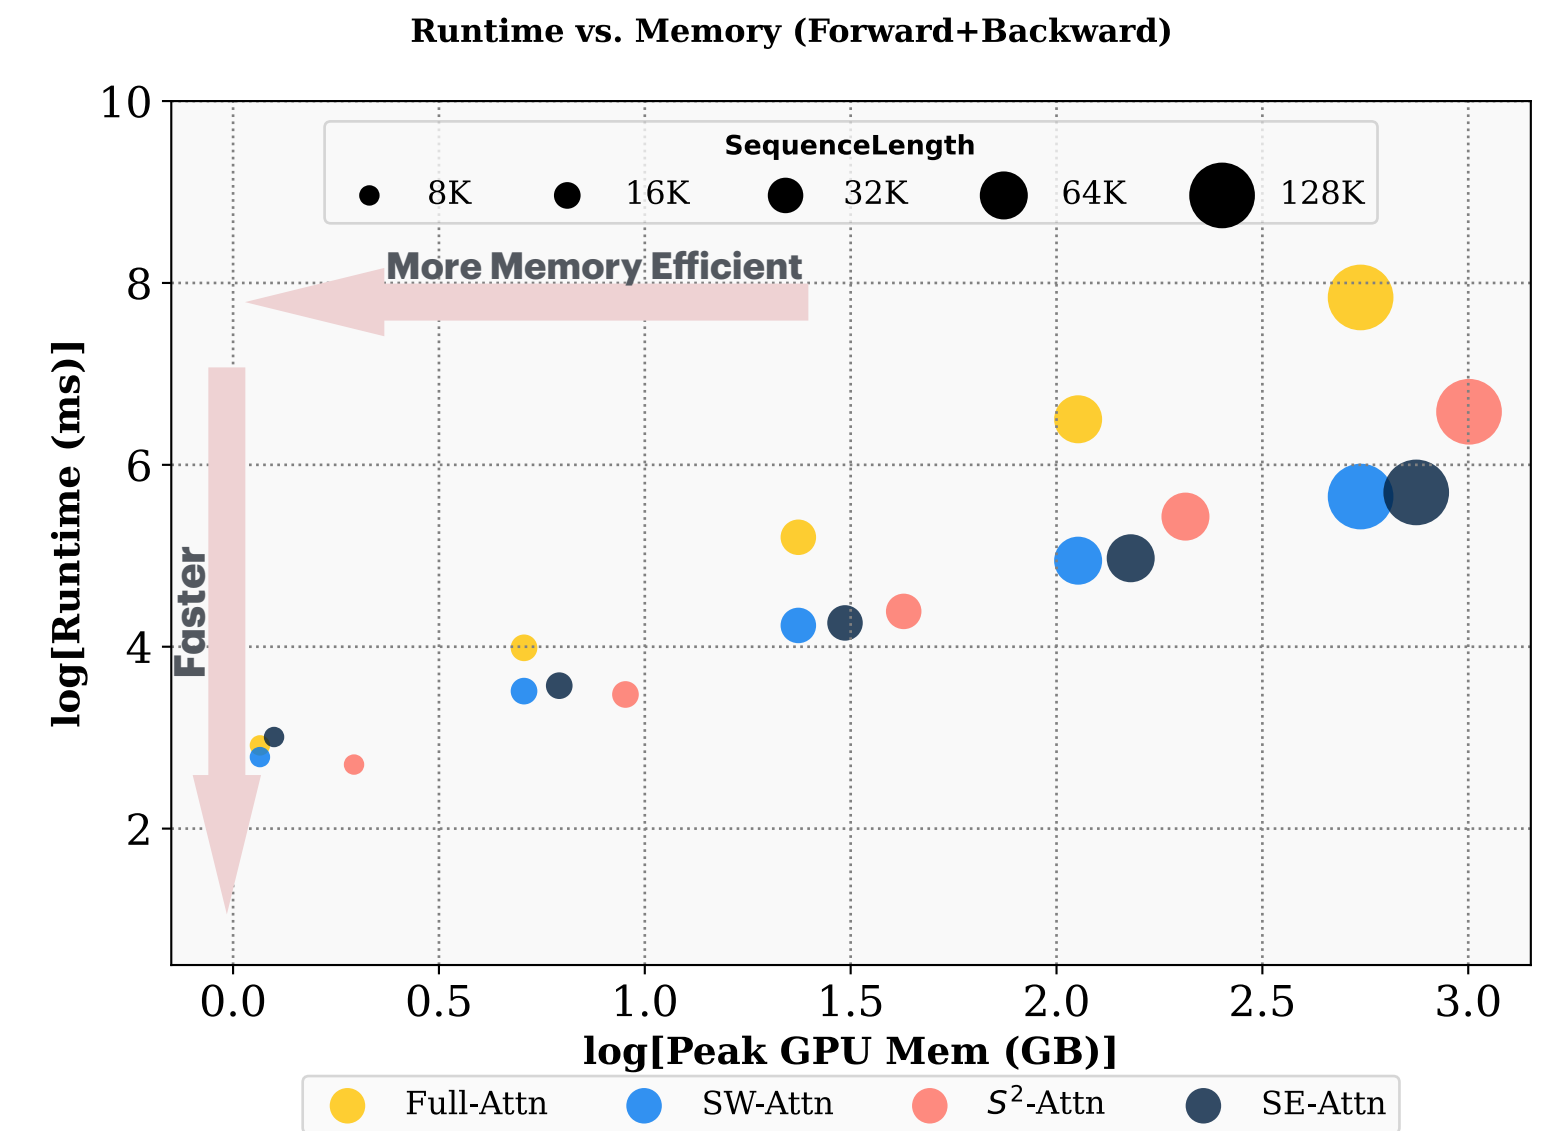 Runtime vs. Memory (Forward+Backward)
10
SequenceLength
8K 16K 32K 64K 128K
More Memory Efficient
8
6
4
2
log[Runtime (ms)]
Faster
0.0 0.5 1.0 1.5 2.0 2.5 3.0
log[Peak GPU Mem (GB)]
Full-Attn SW-Attn S²-Attn SE-Attn